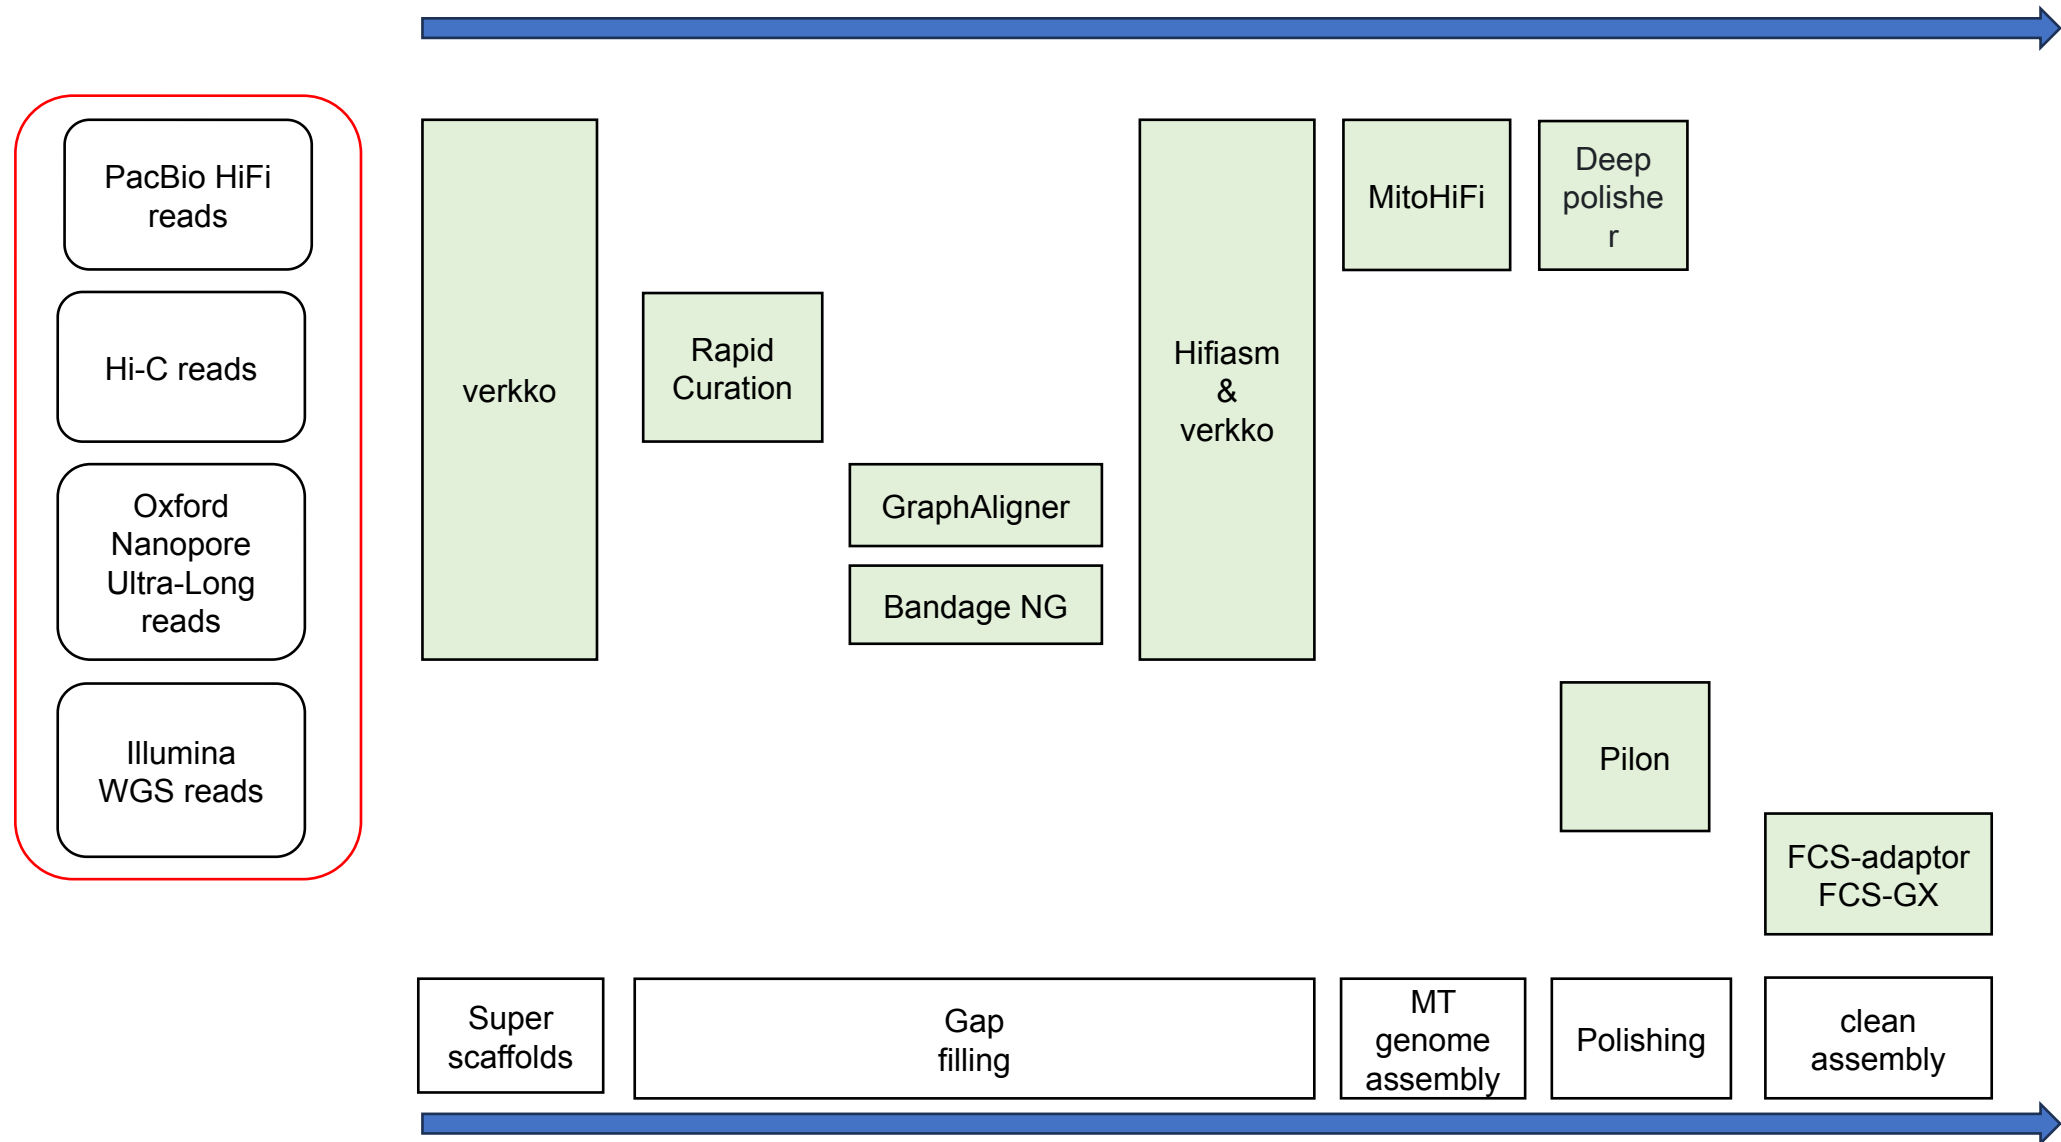 PacBio HiFi
reads
Hi-C reads
Oxford
Nanopore
Ultra-Long
reads
Illumina
WGS reads
verkko
Rapid
Curation
GraphAligner
Bandage NG
Hifiasm
&
verkko
MitoHiFi
Deep
polishe
r
Pilon
FCS-adaptor
FCS-GX
Super
scaffolds
Gap
filling
MT
genome
assembly
Polishing
clean
assembly